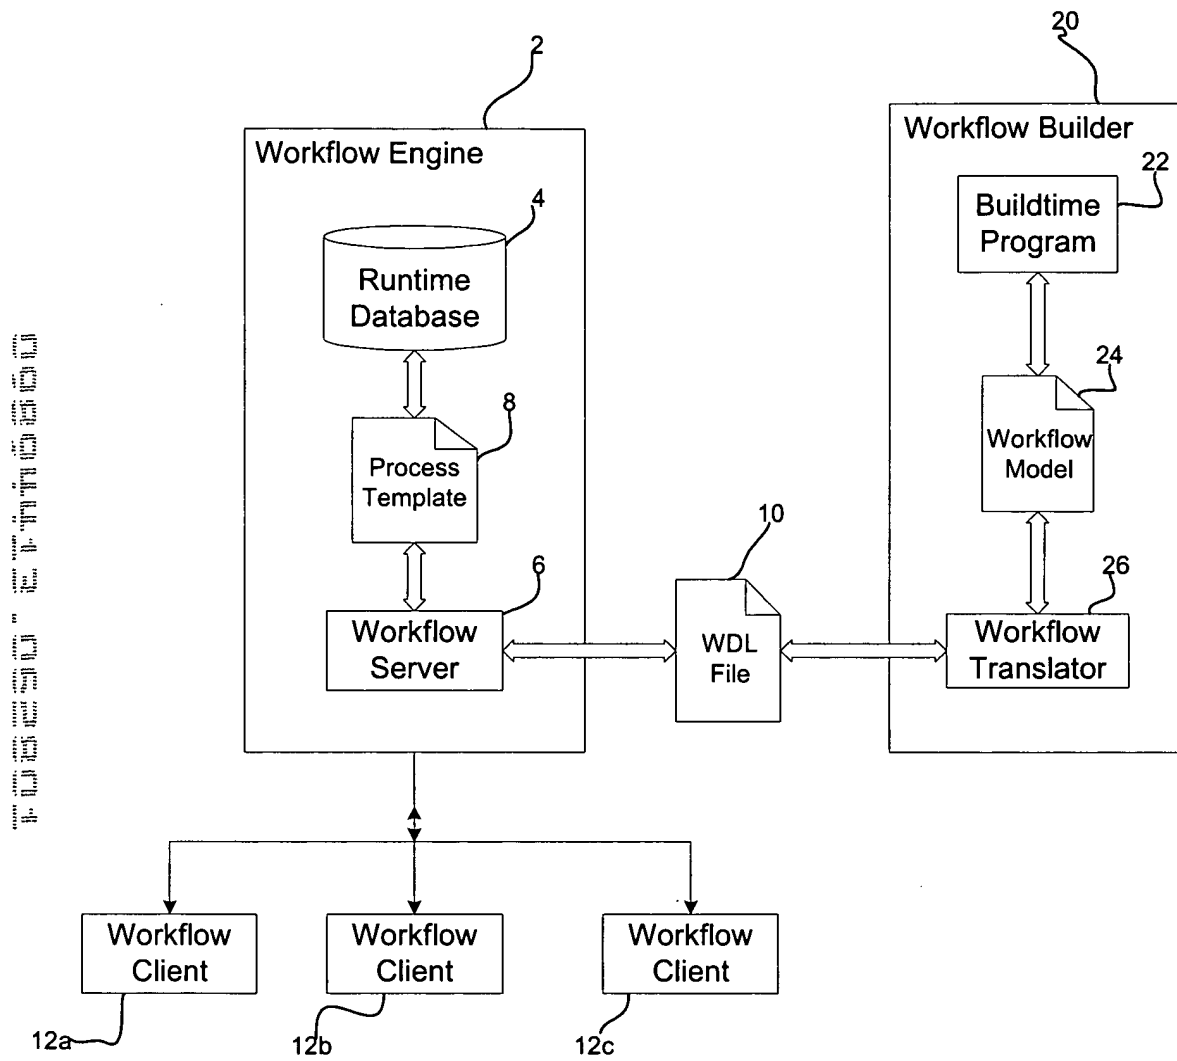 2
20
Workflow Engine
Workflow Builder
4
22
Runtime
Database
Buildtime
Program
8
24
Process
Template
Workflow
Model
10
6
26
Workflow
Server
WDL
File
Workflow
Translator
Workflow
Client
Workflow
Client
Workflow
Client
12a
12b
12c